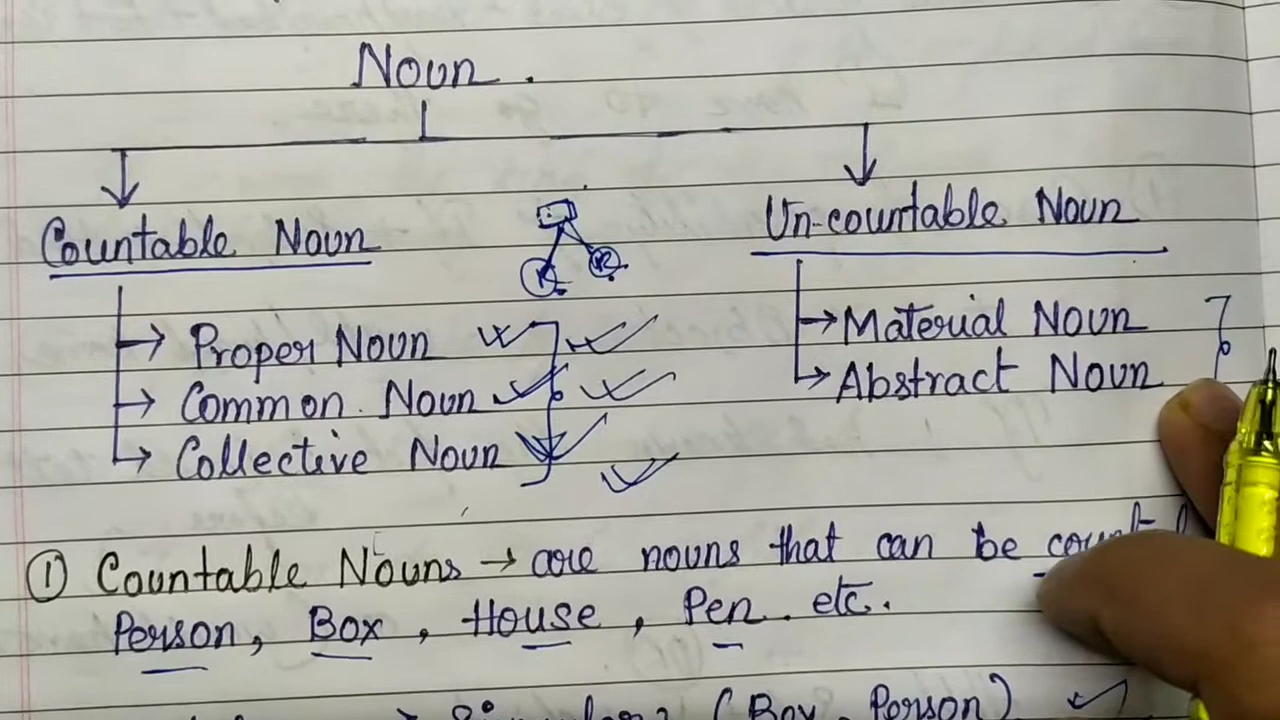 Noun.
Countable Noun
Un-countable Noun
→ Proper Noun
→ Common Noun
→ Collective Noun
→ Material Noun
→ Abstract Noun
① Countable Nouns → are nouns that can be
Person, Box, House, Pen. etc.
(Box, Person)